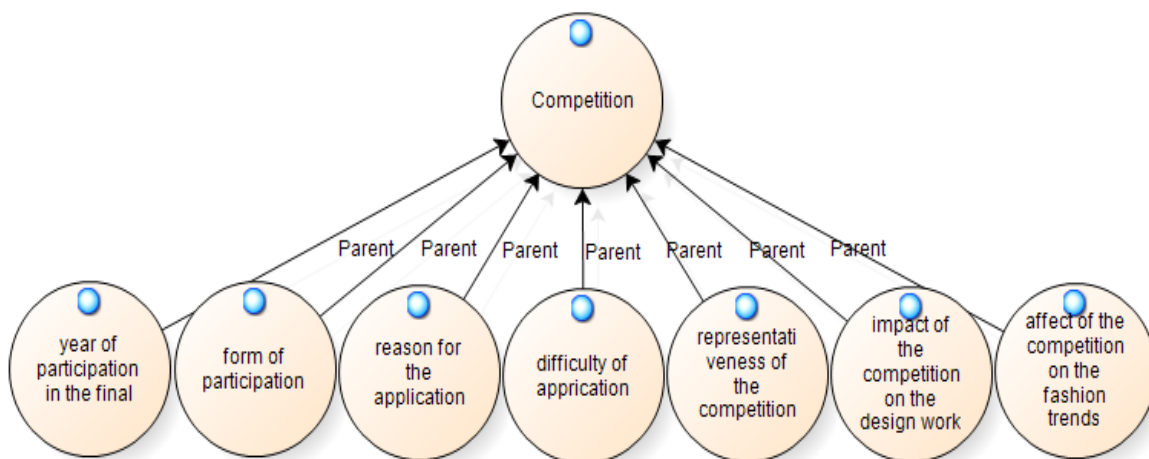 Competition
Parent Parent Parent Parent Parent Parent Parent
year of
participation
in the final
form of
participation
reason for
the
application
difficulty of
apprication
representati
veness of
the
competition
impact of
the
competition
on the
design work
affect of the
competition
on the
fashion
trends